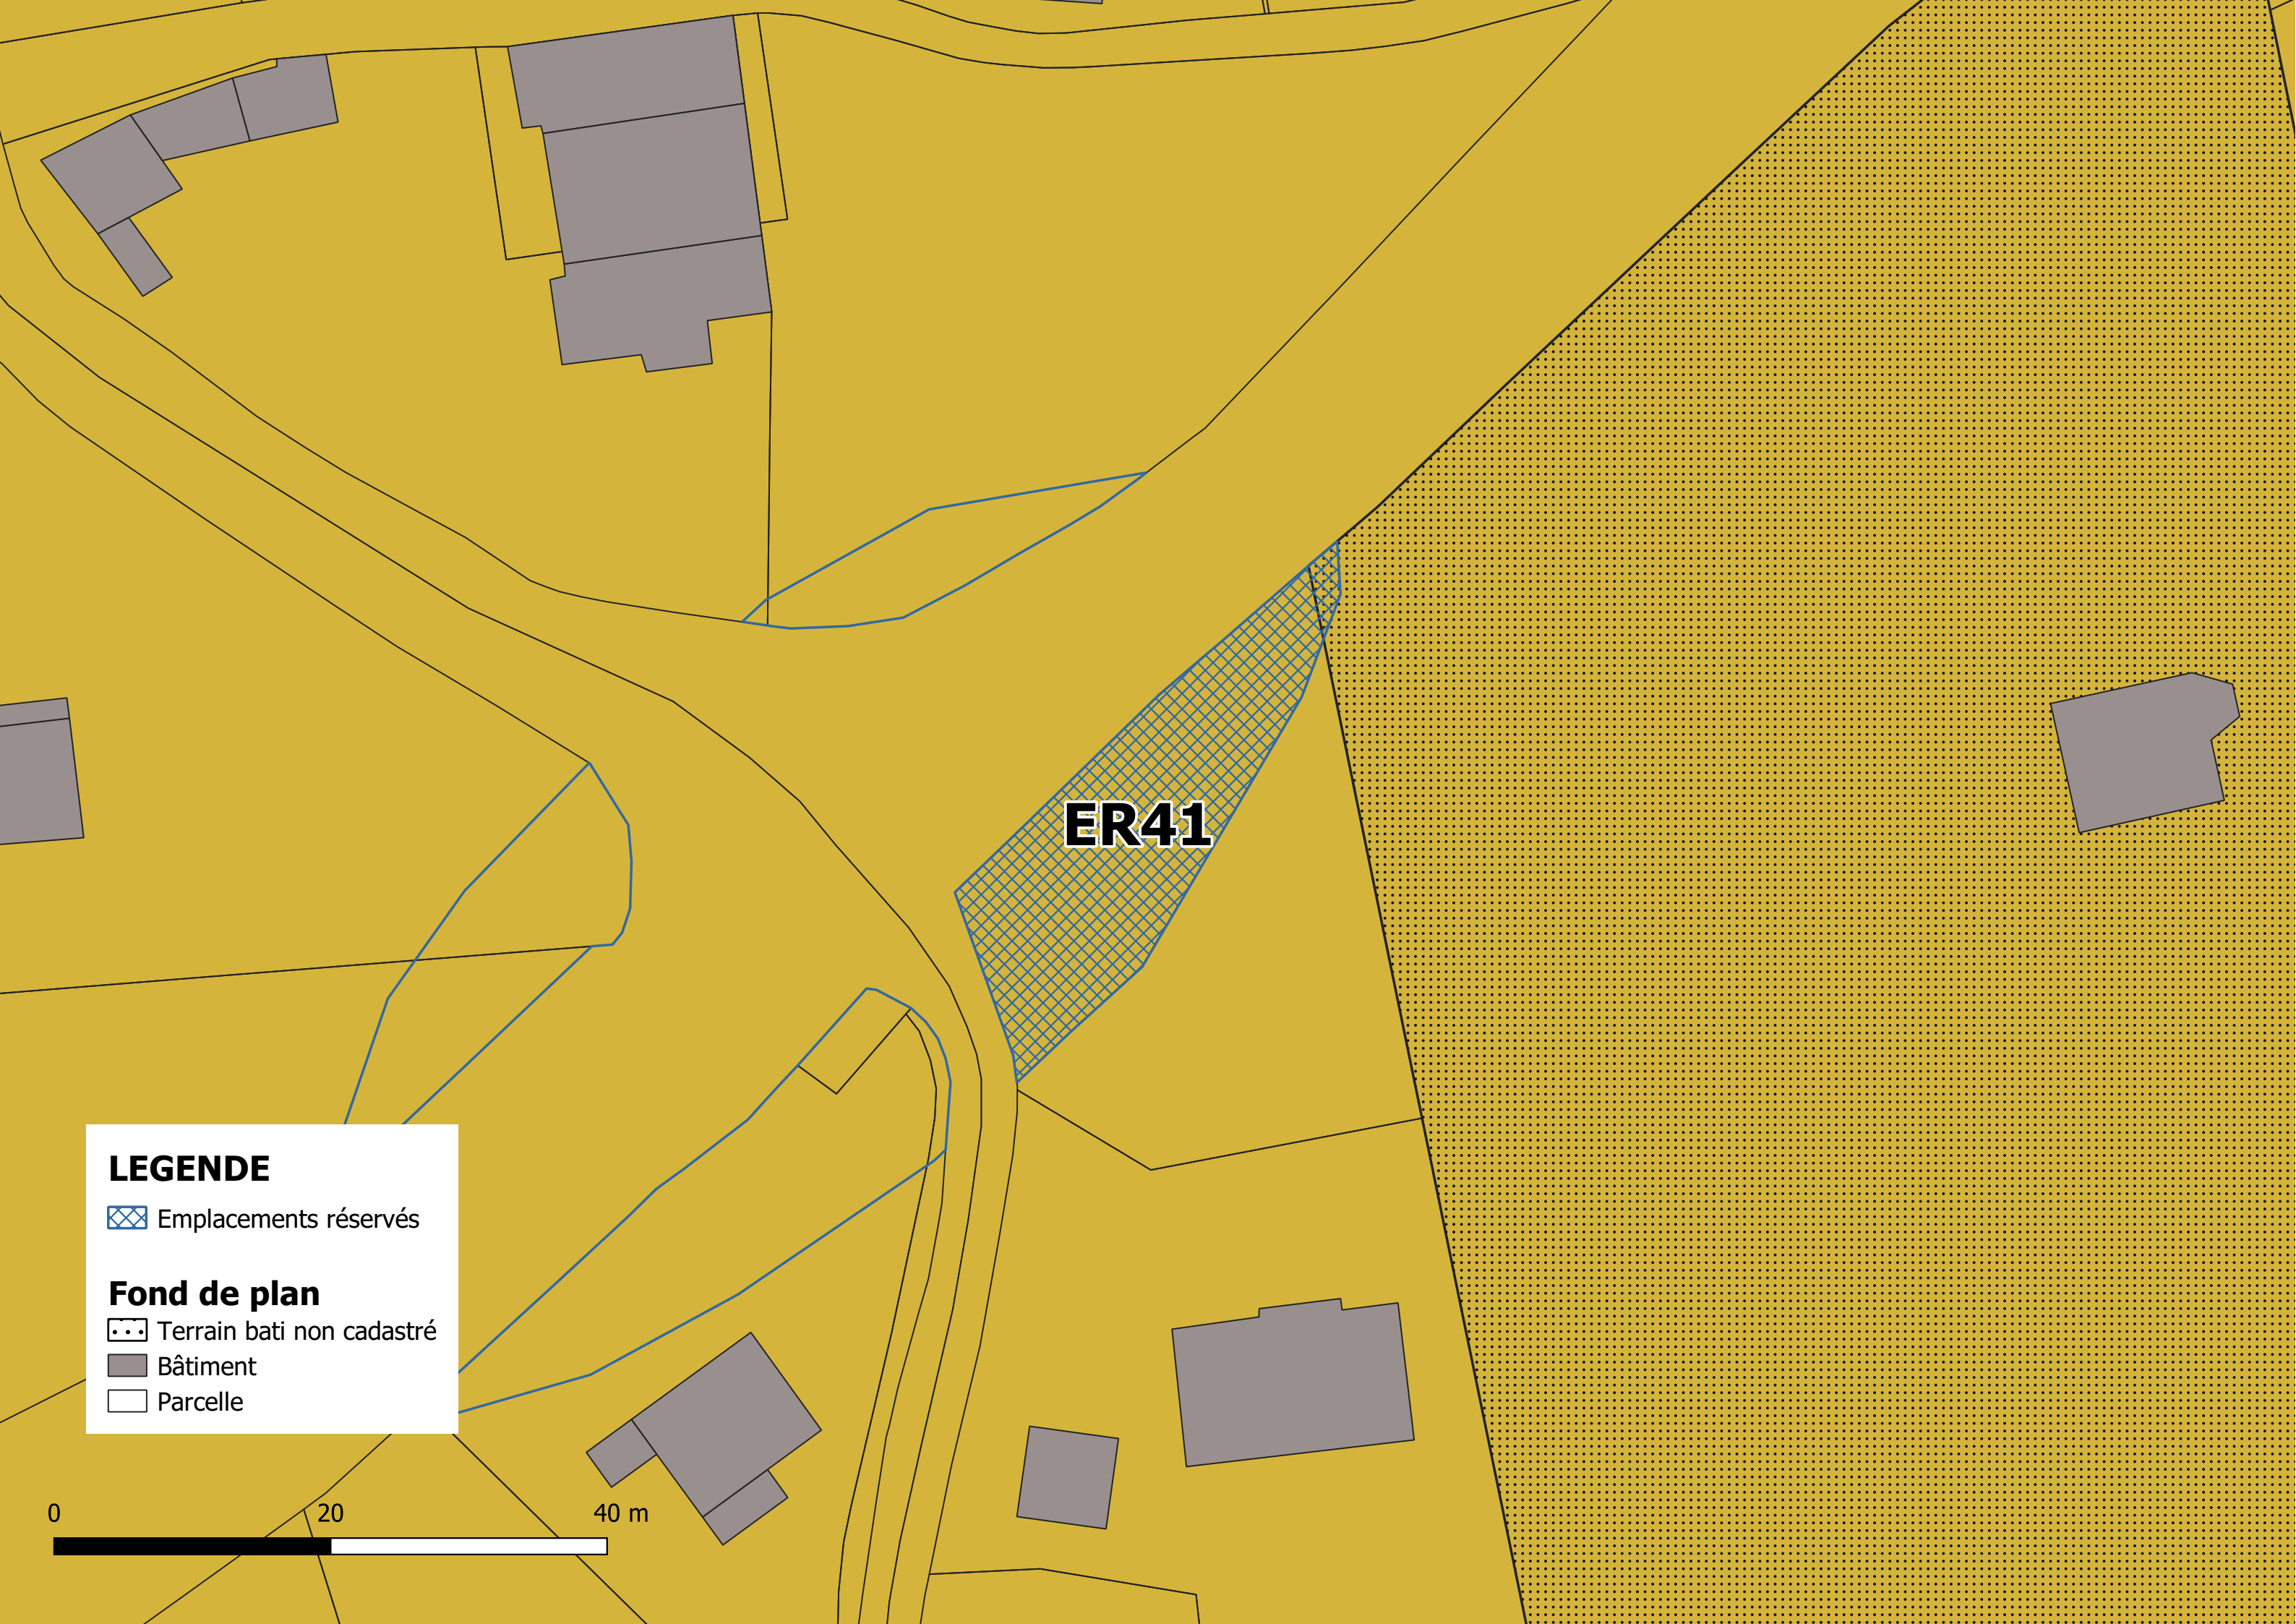 ER41
LEGENDE
Emplacements réservés
Fond de plan
Terrain bati non cadastré
Bâtiment
Parcelle
0 20 40 m